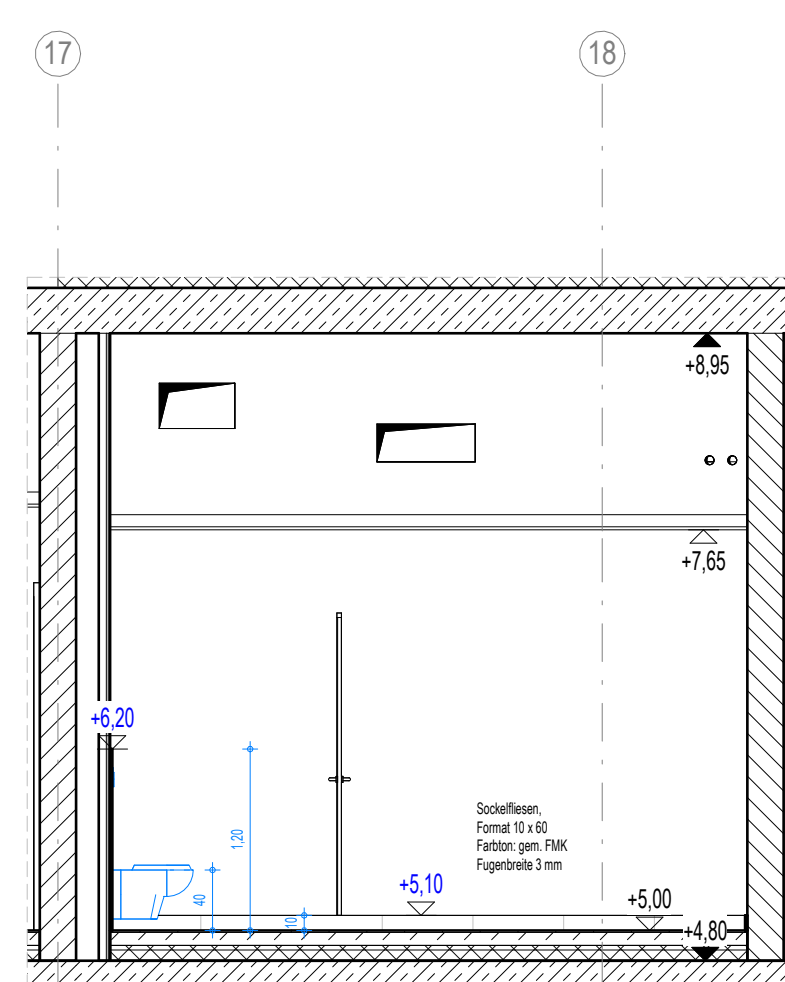 17
18
+8,95
+7,65
+6,20
1,20
Sockelfliesen,
Format 10 x 60
Farbton: gem. FMK
Fugenbreite 3 mm
40
10
+5,10
+5,00
+4,80